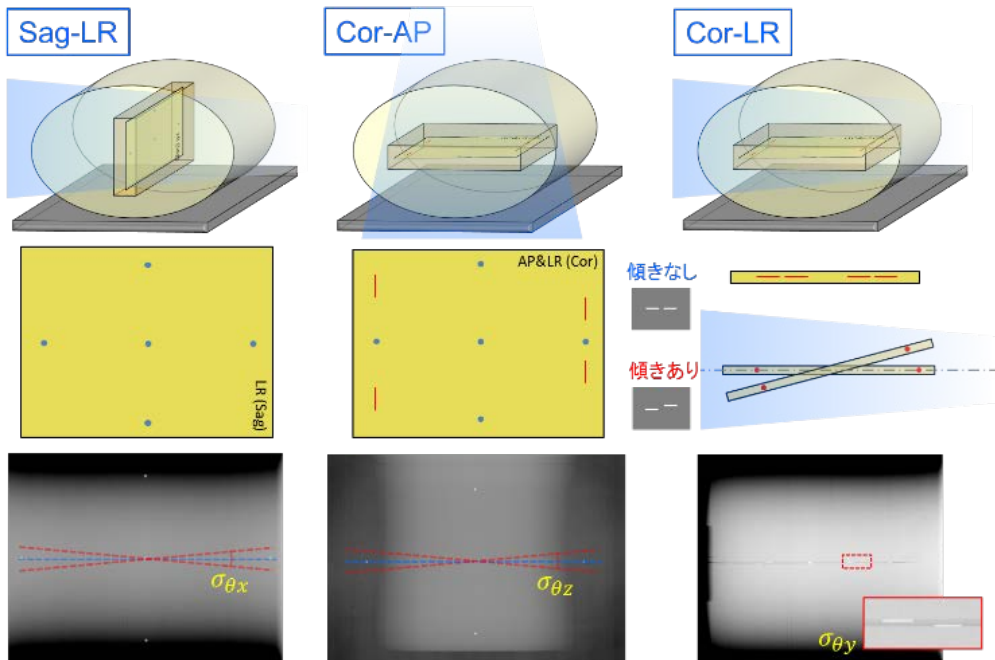 Sag-LR
Cor-AP
Cor-LR
LR (Sag)
AP&LR (Cor)
傾きなし
傾きあり
σθx
σθz
σθy